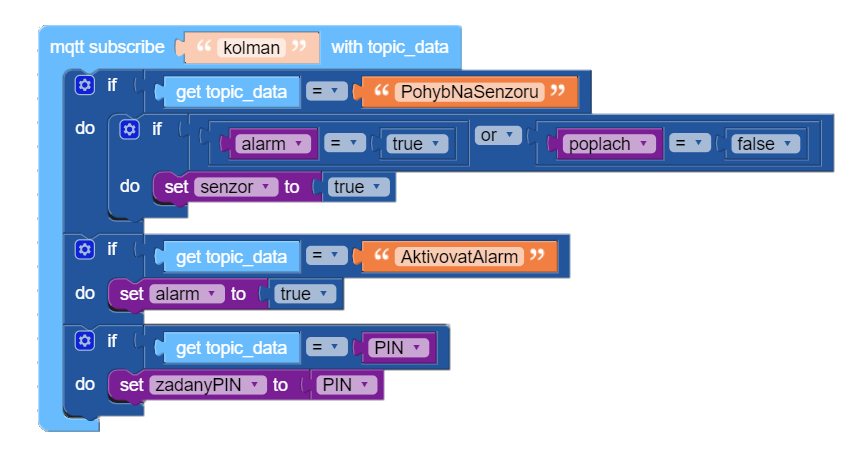 mqtt subscribe “ kolman ” with topic_data
if get topic_data = “ PohybNaSenzoru ”
do if alarm = true or poplach = false
do set senzor to true
if get topic_data = “ AktivovatAlarm ”
do set alarm to true
if get topic_data = PIN
do set zadanyPIN to PIN